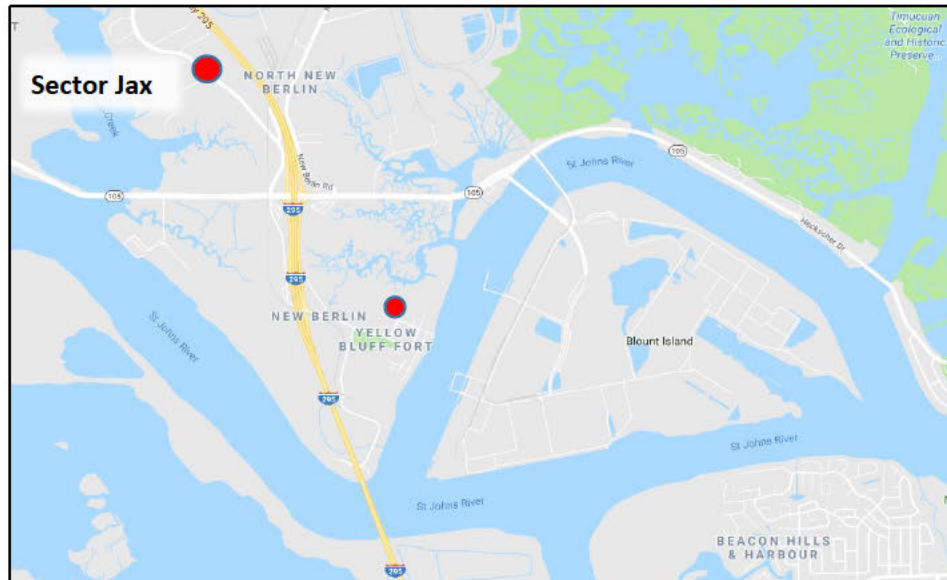 295
T
Timucuan
Ecological
and Historic
Preserve
Sector Jax
NORTH NEW
BERLIN
Creek
New Berlin Rd
St Johns River
105
105
105
105
295
Heckscher Dr
295
St Johns River
NEW BERLIN
YELLOW
BLUFF FORT
Blount Island
295
St Johns River
St Johns River
BEACON HILLS
& HARBOUR
N
295